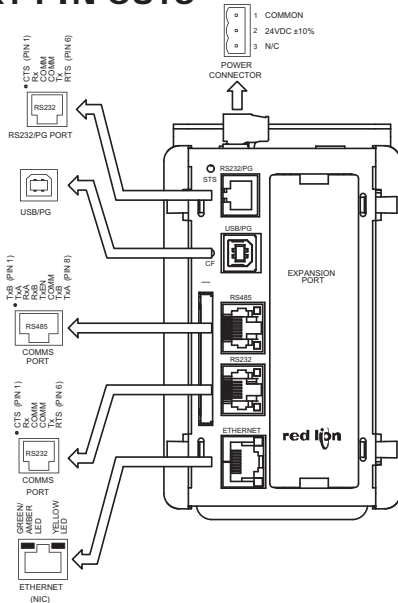 1 COMMON
2 24VDC ±10%
3 N/C
POWER
CONNECTOR
CTS (PIN 1)
Rx
COMM
COMM
Tx
RTS (PIN 6)
RS232
RS232/PG PORT
USB/PG
TxB (PIN 1)
TxA
RxA
RxB
TxEN
COMM
TxB
TxA (PIN 8)
RS485
COMMS
PORT
CTS (PIN 1)
Rx
COMM
COMM
Tx
RTS (PIN 6)
RS232
COMMS
PORT
GREEN/
AMBER
LED
YELLOW
LED
ETHERNET
(NIC)
RS232/PG
STS
USB/PG
CF
RS485
RS232
ETHERNET
EXPANSION
PORT
red lion